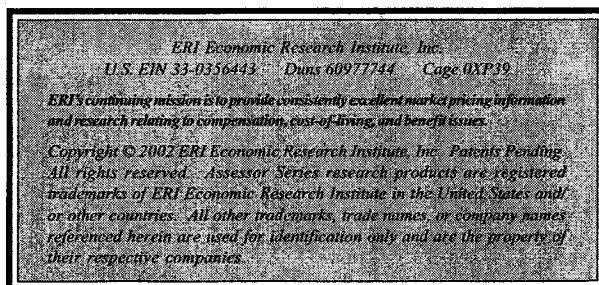 ERI Economic Research Institute, Inc.
U.S. EIN 33-0356443 Duns 60977744 Cage 0XP39
ERI's continuing mission is to provide consistently excellent market pricing information
and research relating to compensation, cost-of-living, and benefit issues.
Copyright © 2002 ERI Economic Research Institute, Inc. Patents Pending.
All rights reserved. Assessor Series research products are registered
trademarks of ERI Economic Research Institute in the United States and/
or other countries. All other trademarks, trade names, or company names
referenced herein are used for identification only and are the property of
their respective companies.